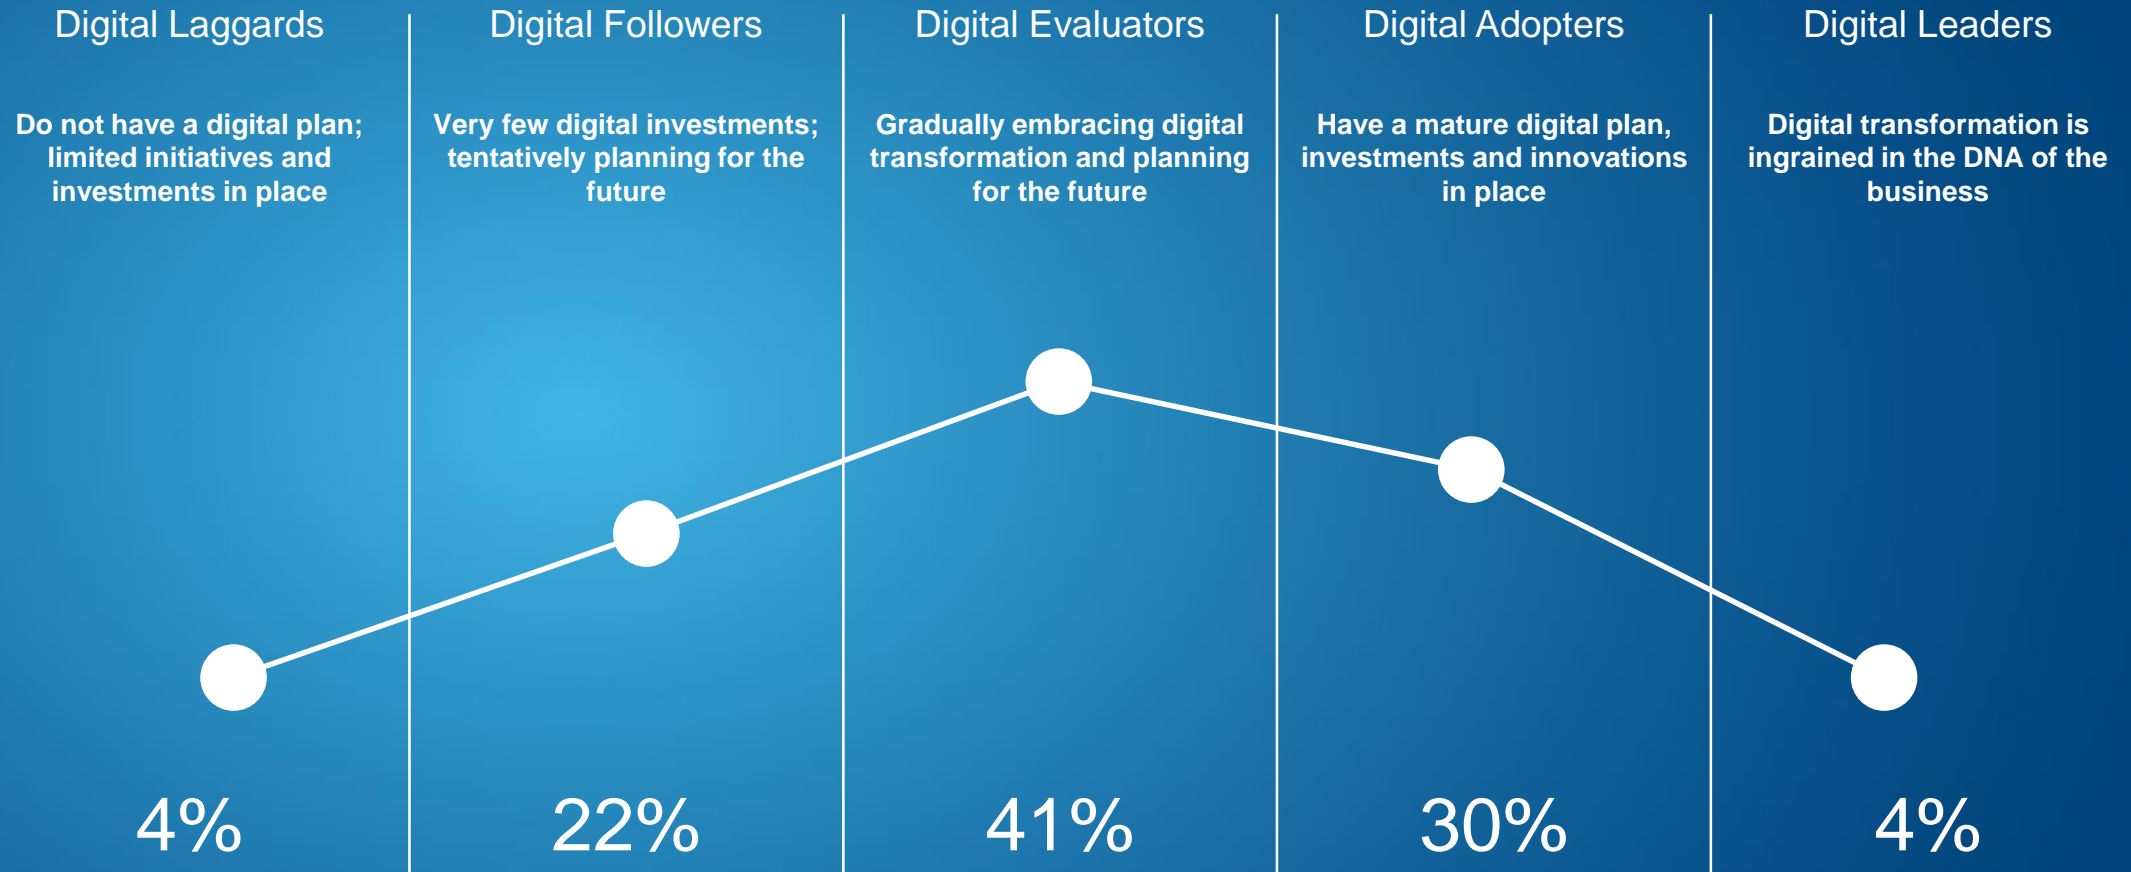 Digital Laggards
Do not have a digital plan;
limited initiatives and
investments in place
4%
Digital Followers
Very few digital investments;
tentatively planning for the
future
22%
Digital Evaluators
Gradually embracing digital
transformation and planning
for the future
41%
Digital Adopters
Have a mature digital plan,
investments and innovations
in place
30%
Digital Leaders
Digital transformation is
ingrained in the DNA of the
business
4%